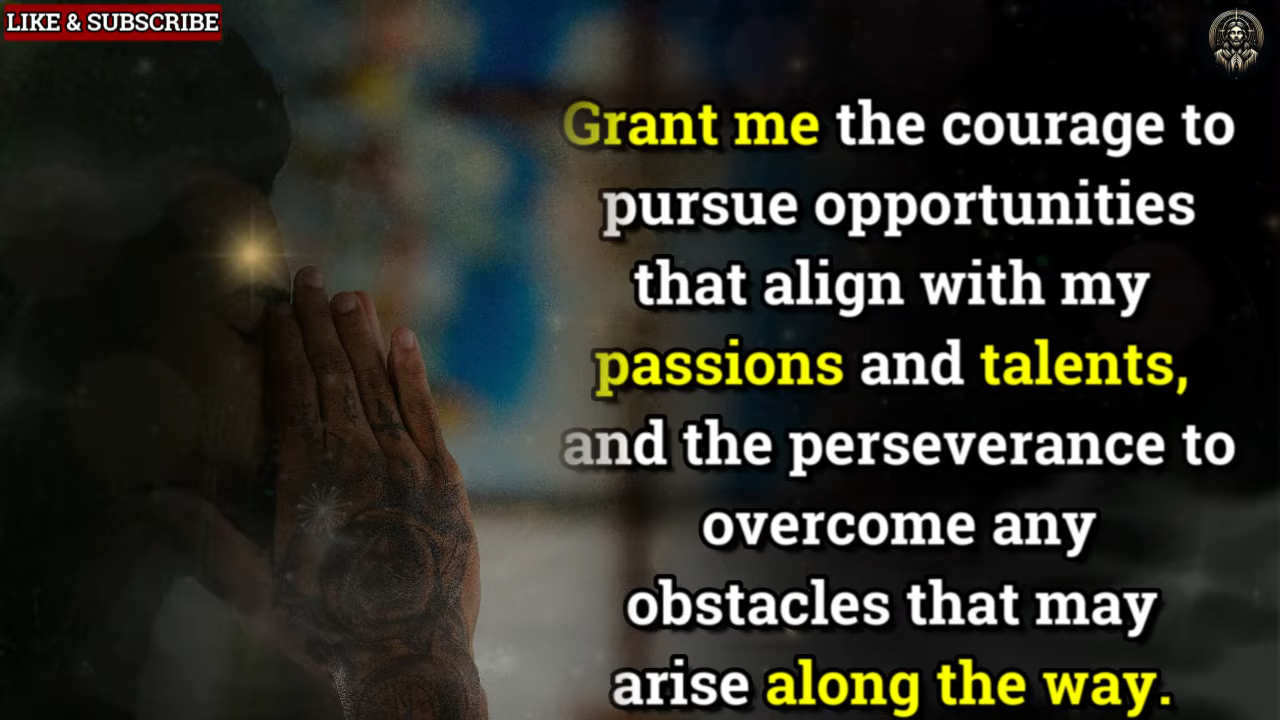 LIKE & SUBSCRIBE
Grant me the courage to
pursue opportunities
that align with my
passions and talents,
and the perseverance to
overcome any
obstacles that may
arise along the way.